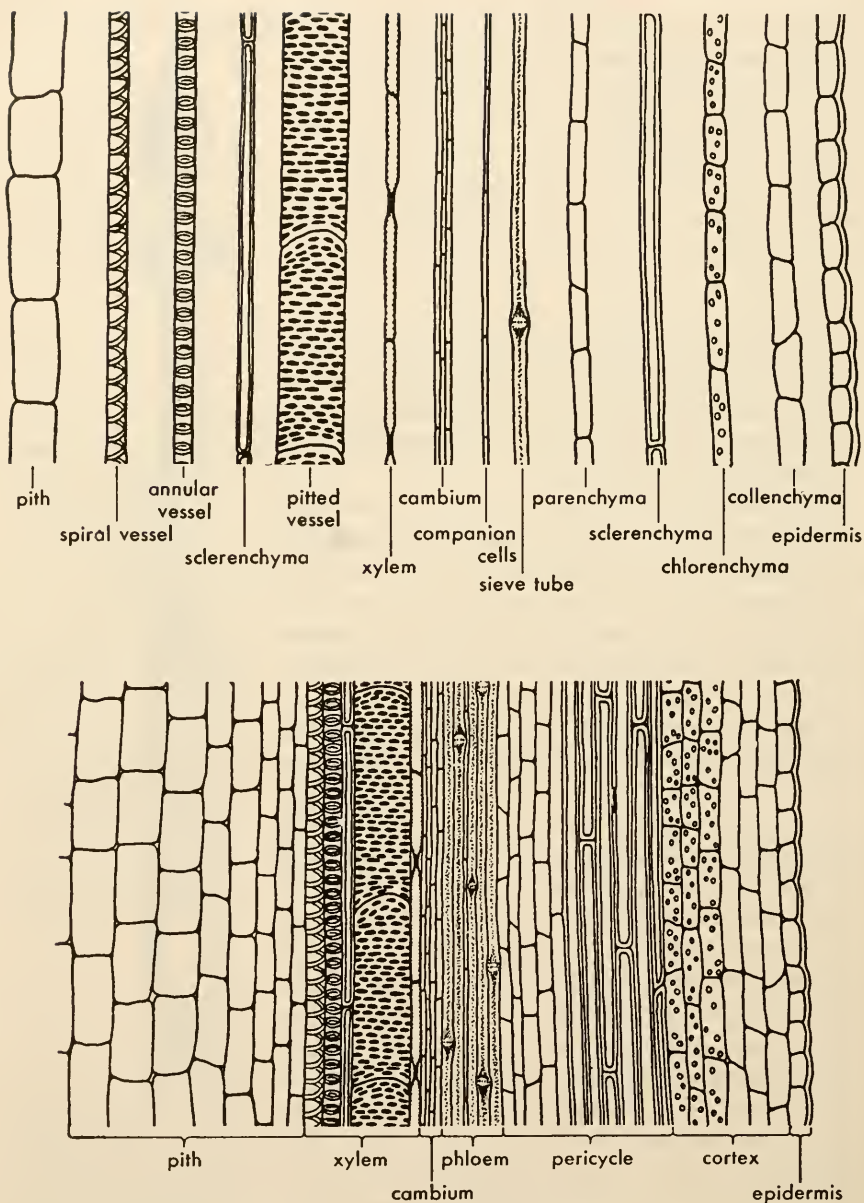 pith
spiral vessel
annular
vessel
sclerenchyma
pitted
vessel
xylem
cambium
companion
cells
sieve tube
parenchyma
sclerenchyma
chlorenchyma
collenchyma
epidermis
pith
xylem
cambium
phloem
pericycle
cortex
epidermis